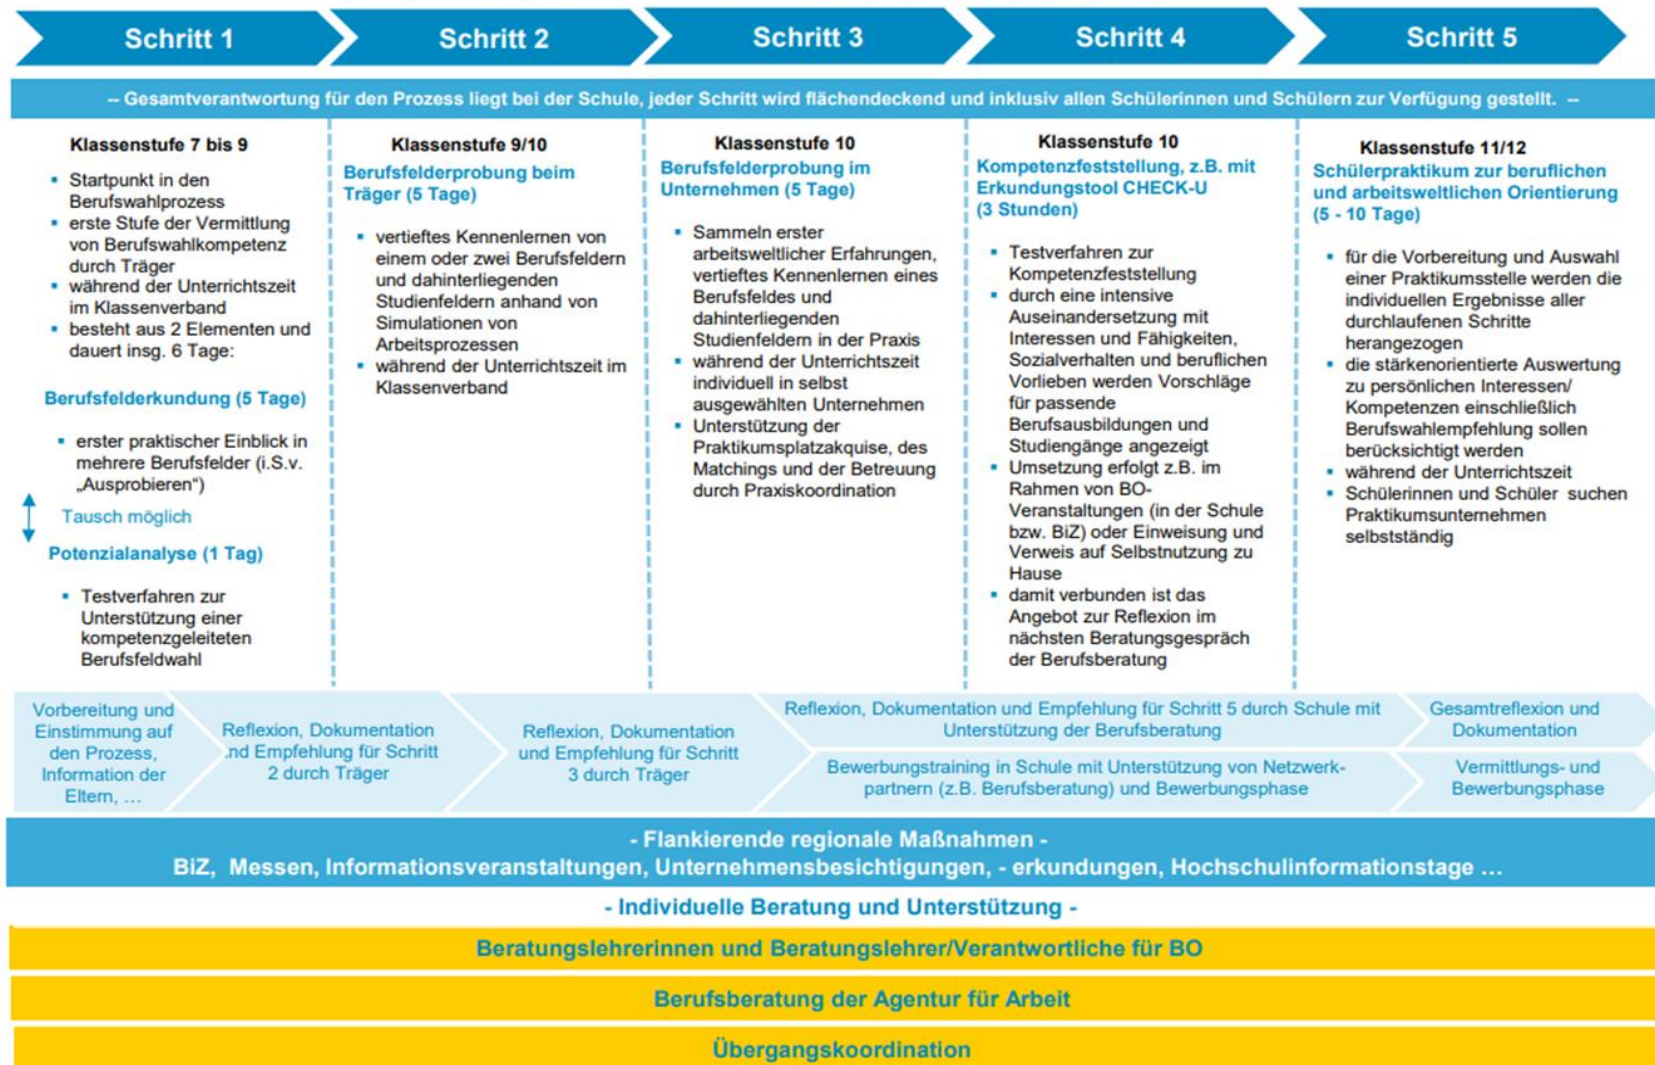 Schritt 1
Schritt 2
Schritt 3
Schritt 4
Schritt 5
-- Gesamtverantwortung für den Prozess liegt bei der Schule, jeder Schritt wird flächendeckend und inklusiv allen Schülerinnen und Schülern zur Verfügung gestellt. --
Klassenstufe 7 bis 9
▪ Startpunkt in den
Berufswahlprozess
▪ erste Stufe der Vermittlung
von Berufswahlkompetenz
durch Träger
▪ während der Unterrichtszeit
im Klassenverband
▪ besteht aus 2 Elementen und
dauert insg. 6 Tage:
Berufsfelderkundung (5 Tage)
▪ erster praktischer Einblick in
mehrere Berufsfelder (i.S.v.
„Ausprobieren“)
Tausch möglich
Potenzialanalyse (1 Tag)
▪ Testverfahren zur
Unterstützung einer
kompetenzgeleiteten
Berufsfeldwahl
Klassenstufe 9/10
Berufsfelderprobung beim
Träger (5 Tage)
▪ vertieftes Kennenlernen von
einem oder zwei Berufsfeldern
und dahinterliegenden
Studienfeldern anhand von
Simulationen von
Arbeitsprozessen
▪ während der Unterrichtszeit im
Klassenverband
Klassenstufe 10
Berufsfelderprobung im
Unternehmen (5 Tage)
▪ Sammeln erster
arbeitsweltlicher Erfahrungen,
vertieftes Kennenlernen eines
Berufsfeldes und
dahinterliegenden
Studienfeldern in der Praxis
▪ während der Unterrichtszeit
individuell in selbst
ausgewählten Unternehmen
▪ Unterstützung der
Praktikumsplatzakquise, des
Matchings und der Betreuung
durch Praxiskoordination
Klassenstufe 10
Kompetenzfeststellung, z.B. mit
Erkundungstool CHECK-U
(3 Stunden)
▪ Testverfahren zur
Kompetenzfeststellung
▪ durch eine intensive
Auseinandersetzung mit
Interessen und Fähigkeiten,
Sozialverhalten und beruflichen
Vorlieben werden Vorschläge
für passende
Berufsausbildungen und
Studiengänge angezeigt
▪ Umsetzung erfolgt z.B. im
Rahmen von BO-
Veranstaltungen (in der Schule
bzw. BiZ) oder Einweisung und
Verweis auf Selbstnutzung zu
Hause
▪ damit verbunden ist das
Angebot zur Reflexion im
nächsten Beratungsgespräch
der Berufsberatung
Klassenstufe 11/12
Schülerpraktikum zur beruflichen
und arbeitsweltlichen Orientierung
(5 - 10 Tage)
▪ für die Vorbereitung und Auswahl
einer Praktikumsstelle werden die
individuellen Ergebnisse aller
durchlaufenen Schritte
herangezogen
▪ die stärkenorientierte Auswertung
zu persönlichen Interessen/
Kompetenzen einschließlich
Berufswahlempfehlung sollen
berücksichtigt werden
▪ während der Unterrichtszeit
▪ Schülerinnen und Schüler suchen
Praktikumsunternehmen
selbstständig
Vorbereitung und
Einstimmung auf
den Prozess,
Information der
Eltern, …
Reflexion, Dokumentation
nd Empfehlung für Schritt
2 durch Träger
Reflexion, Dokumentation
und Empfehlung für Schritt
3 durch Träger
Reflexion, Dokumentation und Empfehlung für Schritt 5 durch Schule mit
Unterstützung der Berufsberatung
Gesamtreflexion und
Dokumentation
Bewerbungstraining in Schule mit Unterstützung von Netzwerk-
partnern (z.B. Berufsberatung) und Bewerbungsphase
Vermittlungs- und
Bewerbungsphase
- Flankierende regionale Maßnahmen -
BiZ, Messen, Informationsveranstaltungen, Unternehmensbesichtigungen, - erkundungen, Hochschulinformationstage …
- Individuelle Beratung und Unterstützung -
Beratungslehrerinnen und Beratungslehrer/Verantwortliche für BO
Berufsberatung der Agentur für Arbeit
Übergangskoordination